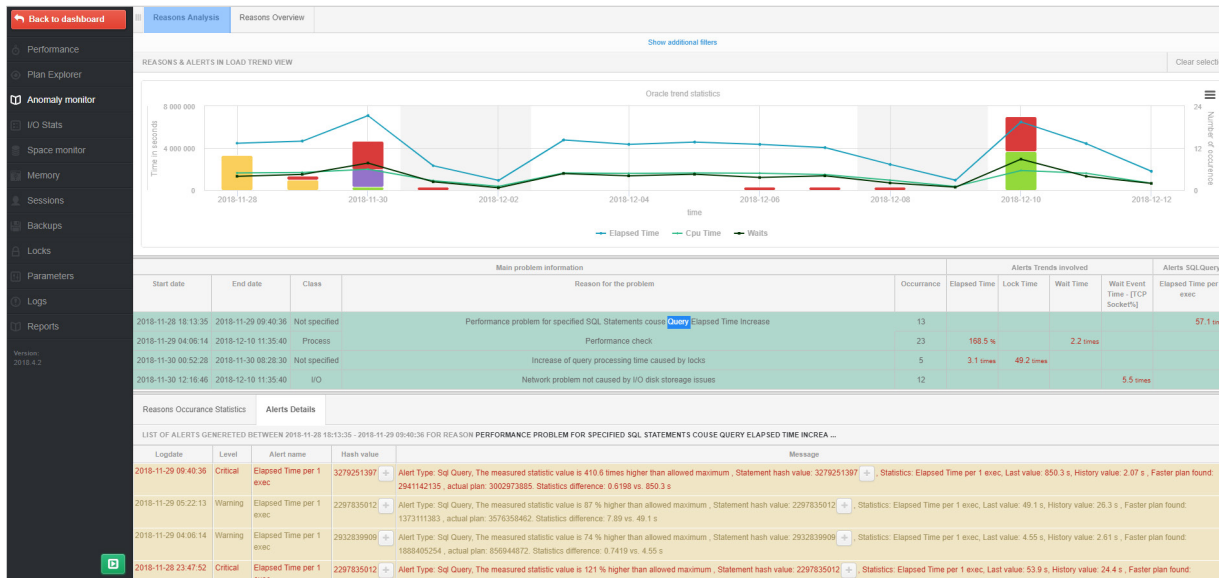 Back to dashboard
Performance
Plan Explorer
Anomaly monitor
I/O Stats
Space monitor
Memory
Sessions
Backups
Locks
Parameters
Logs
Reports
Version:
2018.4.2
Reasons Analysis Reasons Overview
Show additional filters
REASONS & ALERTS IN LOAD TREND VIEW Clear selecti
Oracle trend statistics
Time in seconds
8 000 000
4 000 000
0
24
12
0
Number of occurence
2018-11-28 2018-11-30 2018-12-02 2018-12-04 2018-12-06 2018-12-08 2018-12-10 2018-12-12
time
Elapsed Time Cpu Time Waits
Main problem information Alerts Trends involved Alerts SQLQuery
Start date End date Class Reason for the problem Occurrance Elapsed Time Lock Time Wait Time Wait Event Elapsed Time per
Time - [TCP exec
Socket%]
2018-11-28 18:13:35 2018-11-29 09:40:36 Not specified Performance problem for specified SQL Statements couse Query Elapsed Time Increase 13 57.1 tim
2018-11-29 04:06:14 2018-12-10 11:35:40 Process Performance check 23 168.5 % 2.2 times
2018-11-30 00:52:28 2018-11-30 08:28:30 Not specified Increase of query processing time caused by locks 5 3.1 times 49.2 times
2018-11-30 12:16:46 2018-12-10 11:35:40 I/O Network problem not caused by I/O disk storeage issues 12 5.5 times
Reasons Occurance Statistics Alerts Details
LIST OF ALERTS GENERETED BETWEEN 2018-11-28 18:13:35 - 2018-11-29 09:40:36 FOR REASON PERFORMANCE PROBLEM FOR SPECIFIED SQL STATEMENTS COUSE QUERY ELAPSED TIME INCREA ...
Logdate Level Alert name Hash value Message
2018-11-29 09:40:36 Critical Elapsed Time per 1 3279251397 + Alert Type: Sql Query, The measured statistic value is 410.6 times higher than allowed maximum , Statement hash value: 3279251397 + , Statistics: Elapsed Time per 1 exec, Last value: 850.3 s, History value: 2.07 s , Faster plan found:
exec 2941142135 , actual plan: 3002973885. Statistics difference: 0.6198 vs. 850.3 s
2018-11-29 05:22:13 Warning Elapsed Time per 1 2297835012 + Alert Type: Sql Query, The measured statistic value is 87 % higher than allowed maximum , Statement hash value: 2297835012 + , Statistics: Elapsed Time per 1 exec, Last value: 49.1 s, History value: 26.3 s , Faster plan found:
exec 1373111383 , actual plan: 3576358462. Statistics difference: 7.89 vs. 49.1 s
2018-11-29 04:06:14 Warning Elapsed Time per 1 2932839909 + Alert Type: Sql Query, The measured statistic value is 74 % higher than allowed maximum , Statement hash value: 2932839909 + , Statistics: Elapsed Time per 1 exec, Last value: 4.55 s, History value: 2.61 s , Faster plan found:
exec 1888405254 , actual plan: 856944872. Statistics difference: 0.7419 vs. 4.55 s
2018-11-28 23:47:52 Critical Elapsed Time per 1 2297835012 + Alert Type: Sql Query, The measured statistic value is 121 % higher than allowed maximum , Statement hash value: 2297835012 + , Statistics: Elapsed Time per 1 exec, Last value: 53.9 s, History value: 24.4 s , Faster plan found: